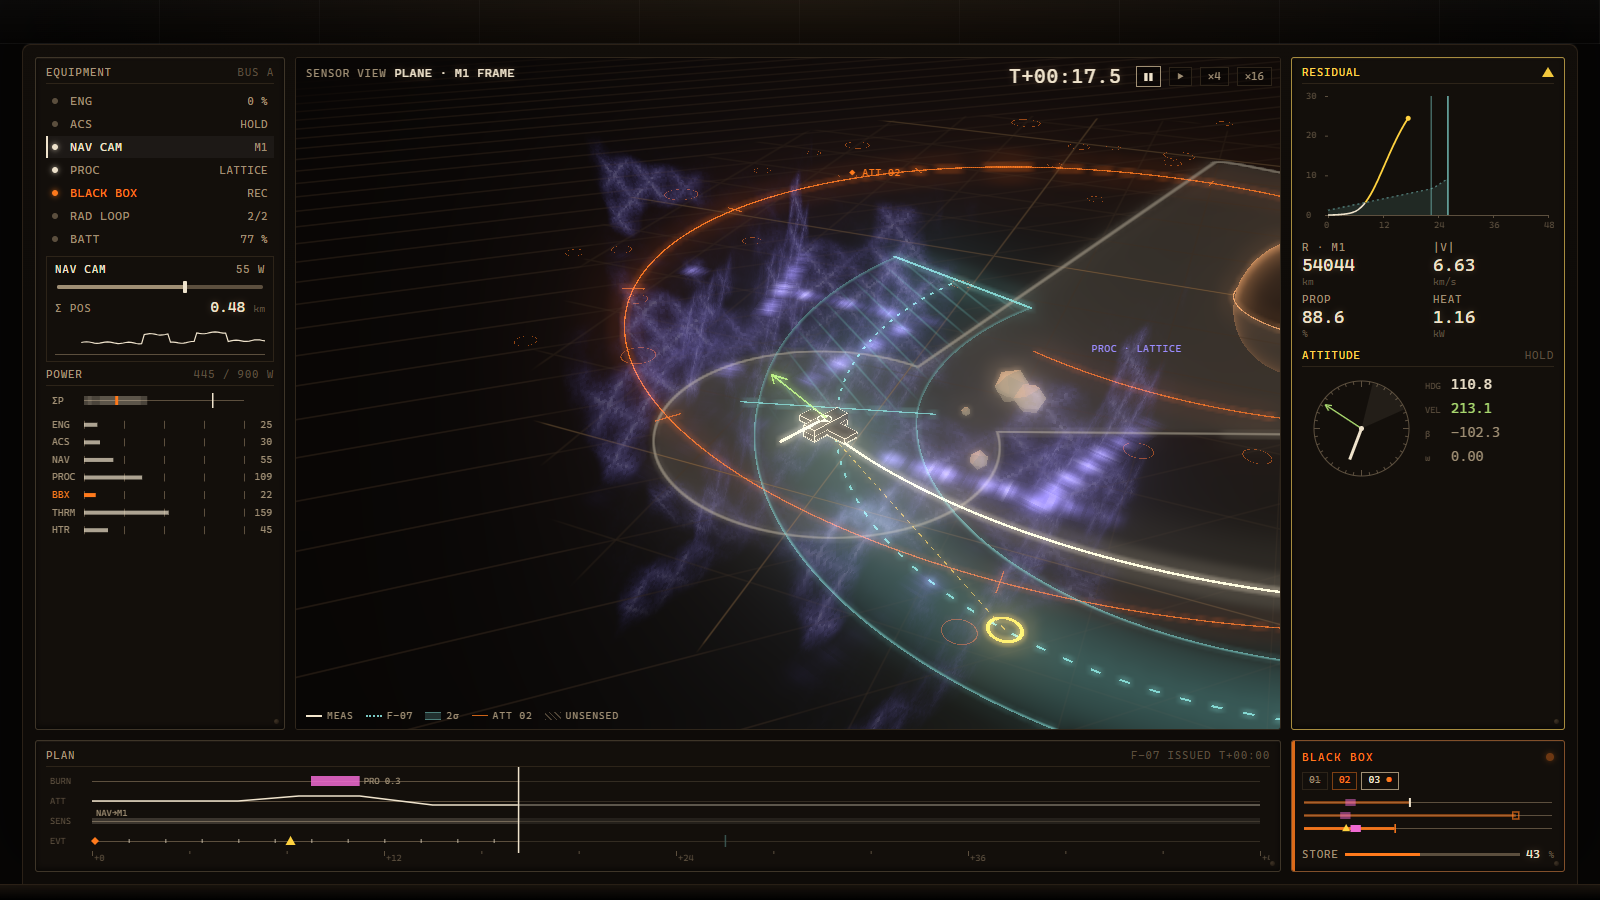 EQUIPMENT BUS A
ENG 0 %
ACS HOLD
NAV CAM M1
PROC LATTICE
BLACK BOX REC
RAD LOOP 2/2
BATT 77 %
NAV CAM 55 W
Σ POS 0.48 km
POWER 445 / 900 W
ΣP
ENG 25
ACS 30
NAV 55
PROC 109
BBX 22
THRM 159
HTR 45
SENSOR VIEW PLANE · M1 FRAME
T+00:17.5 ×4 ×16
ATT 02
PROC · LATTICE
MEAS F-07 2σ ATT 02 UNSENSED
RESIDUAL
30
20
10
0
0 12 24 36 48
R · M1 |V|
54044 6.63
km km/s
PROP HEAT
88.6 1.16
% kW
ATTITUDE HOLD
HDG 110.8
VEL 213.1
β −102.3
ω 0.00
PLAN F-07 ISSUED T+00:00
BURN PRO 0.3
ATT
NAV→M1
SENS
EVT
+0 +12 +24 +36
BLACK BOX
01 02 03
STORE 43 %